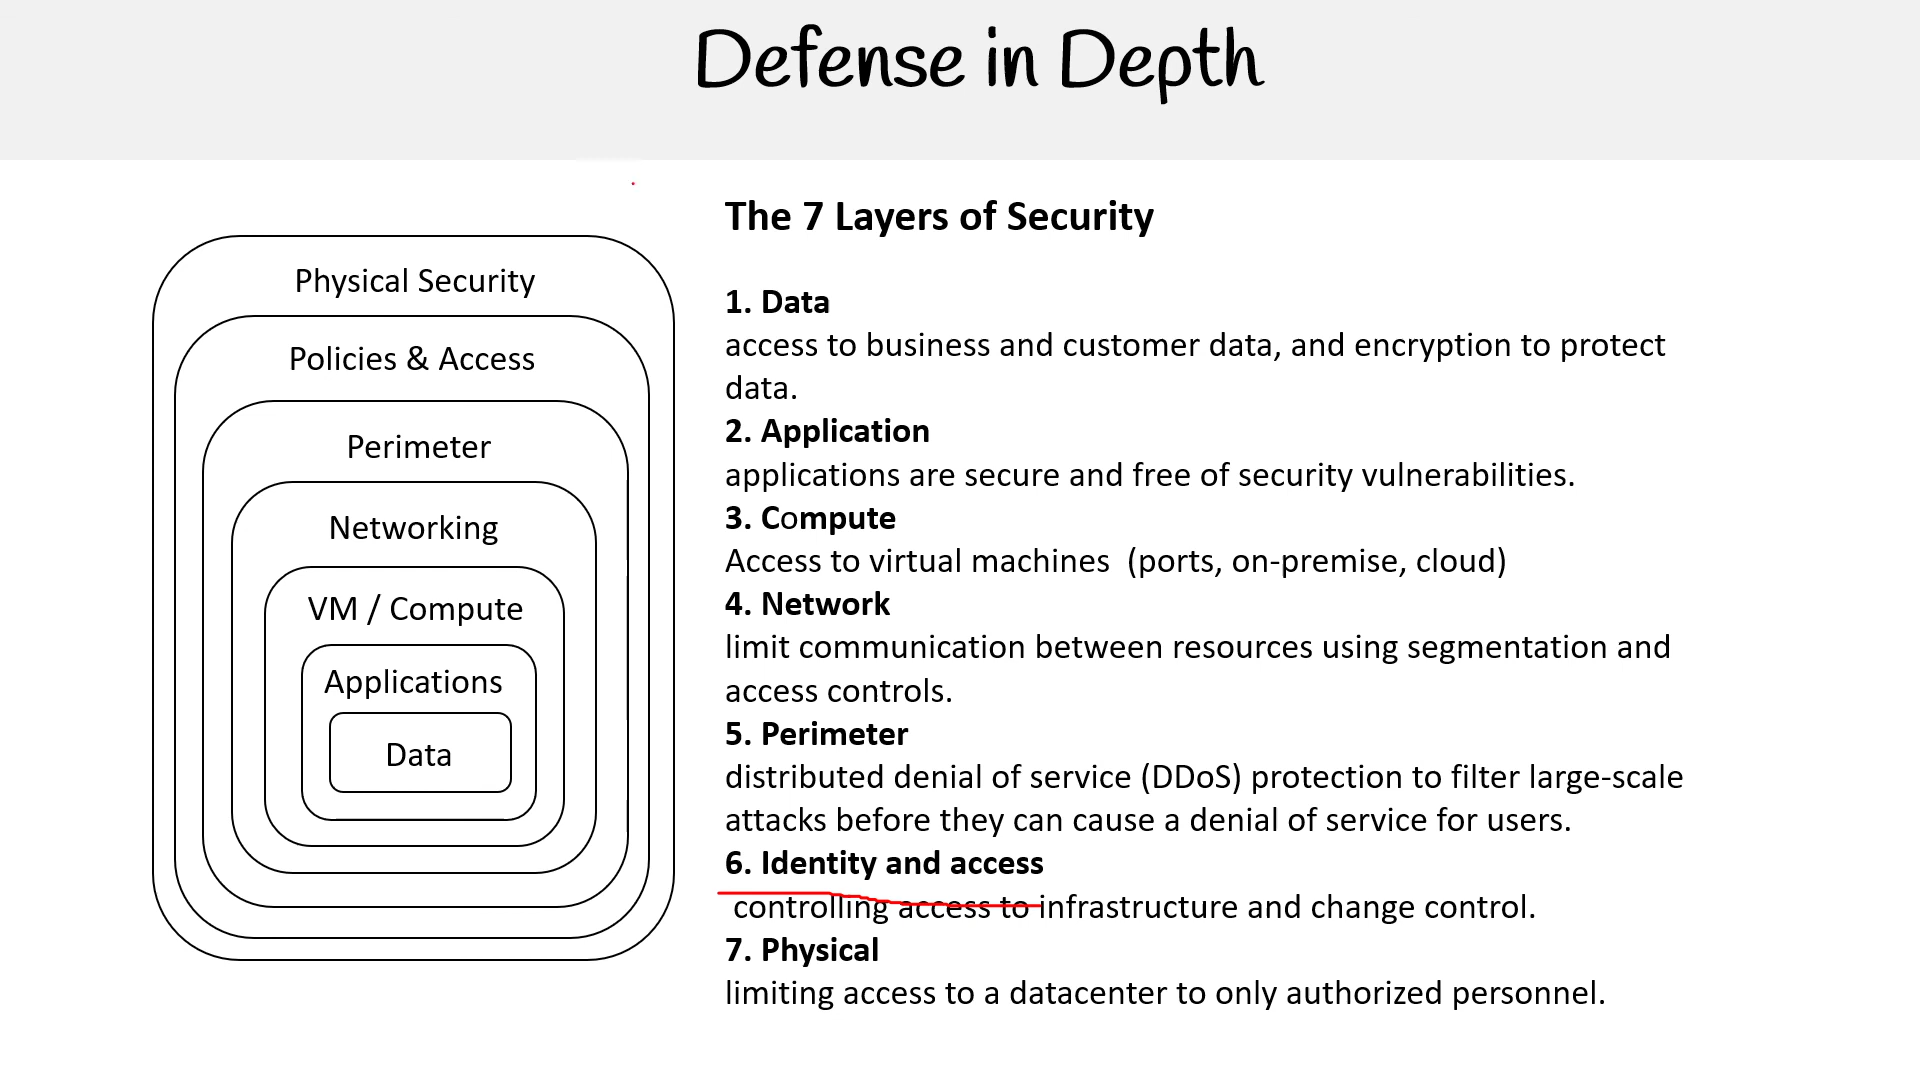 Defense in Depth
Physical Security
Policies & Access
Perimeter
Networking
VM / Compute
Applications
Data
The 7 Layers of Security
1. Data
access to business and customer data, and encryption to protect
data.
2. Application
applications are secure and free of security vulnerabilities.
3. Compute
Access to virtual machines  (ports, on-premise, cloud)
4. Network
limit communication between resources using segmentation and
access controls.
5. Perimeter
distributed denial of service (DDoS) protection to filter large-scale
attacks before they can cause a denial of service for users.
6. Identity and access
controlling access to infrastructure and change control.
7. Physical
limiting access to a datacenter to only authorized personnel.